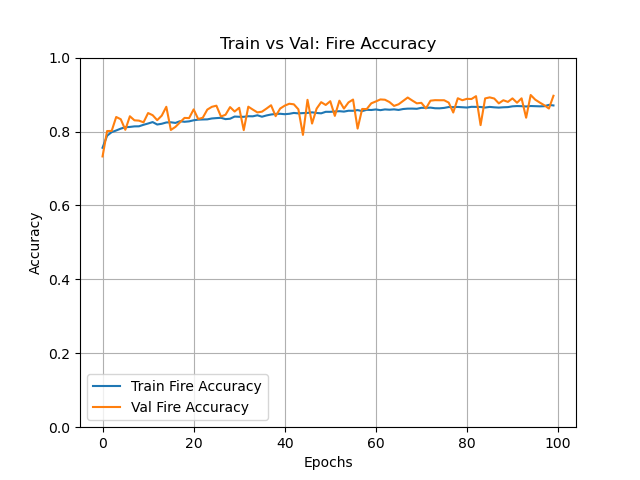 Train vs Val: Fire Accuracy
1.0
0.8
0.6
0.4
0.2
0.0
Accuracy
Train Fire Accuracy
Val Fire Accuracy
0 20 40 60 80 100
Epochs